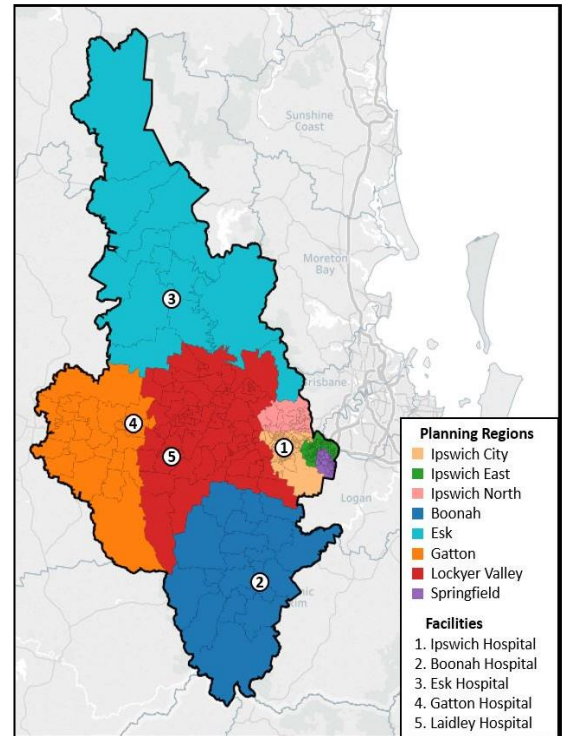 Sunshine
Coast
Moreton
Bay
3
4
5
1
Logan
2
Planning Regions
Ipswich City
Ipswich East
Ipswich North
Boonah
Esk
Gatton
Lockyer Valley
Springfield
Facilities
1. Ipswich Hospital
2. Boonah Hospital
3. Esk Hospital
4. Gatton Hospital
5. Laidley Hospital